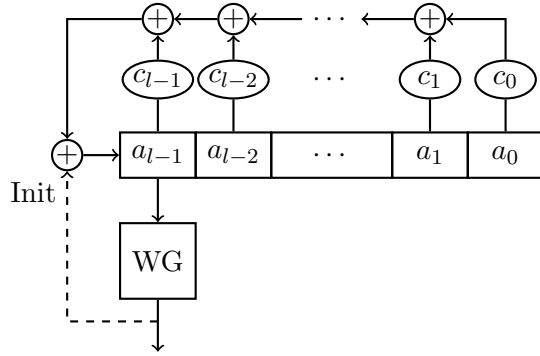 + + ⋯ +
c_{l−1} c_{l−2} ⋯ c_1 c_0
+ a_{l−1} a_{l−2} ⋯ a_1 a_0
Init
WG